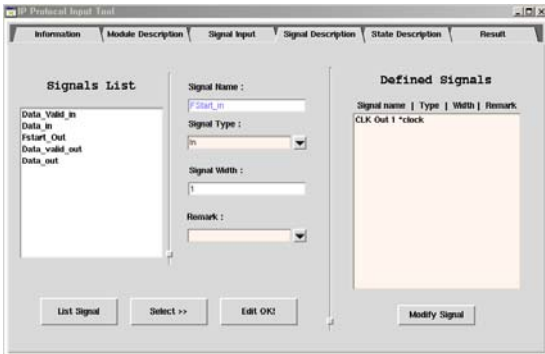 IP Protocol Input Tool
Information Module Description Signal Input Signal Description State Description Result
Signals List
Data_Valid_in
Data_in
Fstart_Out
Data_valid_out
Data_out
List Signal
Select >>
Edit OK!
Signal Name :
FStart_in
Signal Type :
In
Signal Width :
1
Remark :
Defined Signals
Signal name | Type | Width | Remark
CLK Out 1 *clock
Modify Signal